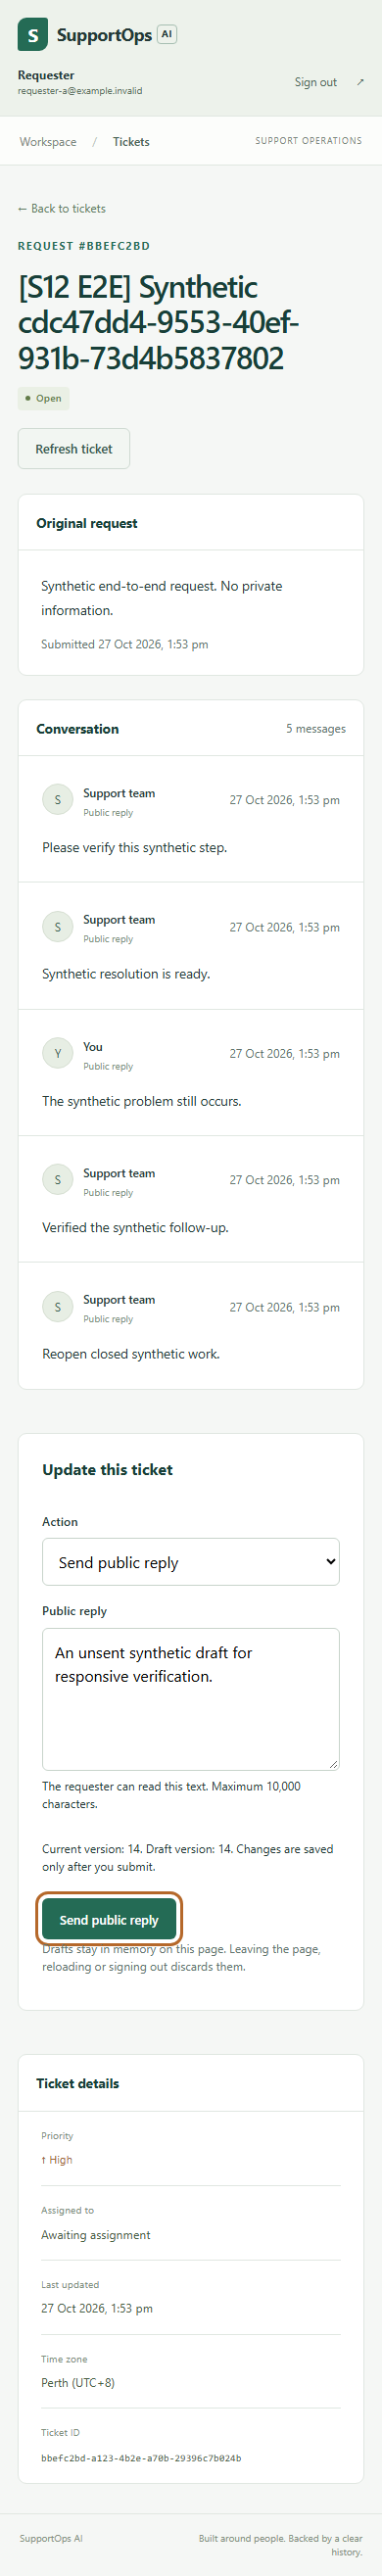 S SupportOps AI
Requester
requester-a@example.invalid
Sign out ↗
Workspace / Tickets
SUPPORT OPERATIONS
← Back to tickets
REQUEST #BBEFC2BD
[S12 E2E] Synthetic
cdc47dd4-9553-40ef-
931b-73d4b5837802
Open
Refresh ticket
Original request
Synthetic end-to-end request. No private
information.
Submitted 27 Oct 2026, 1:53 pm
Conversation 5 messages
S Support team 27 Oct 2026, 1:53 pm
Public reply
Please verify this synthetic step.
S Support team 27 Oct 2026, 1:53 pm
Public reply
Synthetic resolution is ready.
Y You 27 Oct 2026, 1:53 pm
Public reply
The synthetic problem still occurs.
S Support team 27 Oct 2026, 1:53 pm
Public reply
Verified the synthetic follow-up.
S Support team 27 Oct 2026, 1:53 pm
Public reply
Reopen closed synthetic work.
Update this ticket
Action
Send public reply
Public reply
An unsent synthetic draft for
responsive verification.
The requester can read this text. Maximum 10,000
characters.
Current version: 14. Draft version: 14. Changes are saved
only after you submit.
Send public reply
Drafts stay in memory on this page. Leaving the page,
reloading or signing out discards them.
Ticket details
Priority
↑ High
Assigned to
Awaiting assignment
Last updated
27 Oct 2026, 1:53 pm
Time zone
Perth (UTC+8)
Ticket ID
bbefc2bd-a123-4b2e-a70b-29396c7b024b
SupportOps AI
Built around people. Backed by a clear
history.